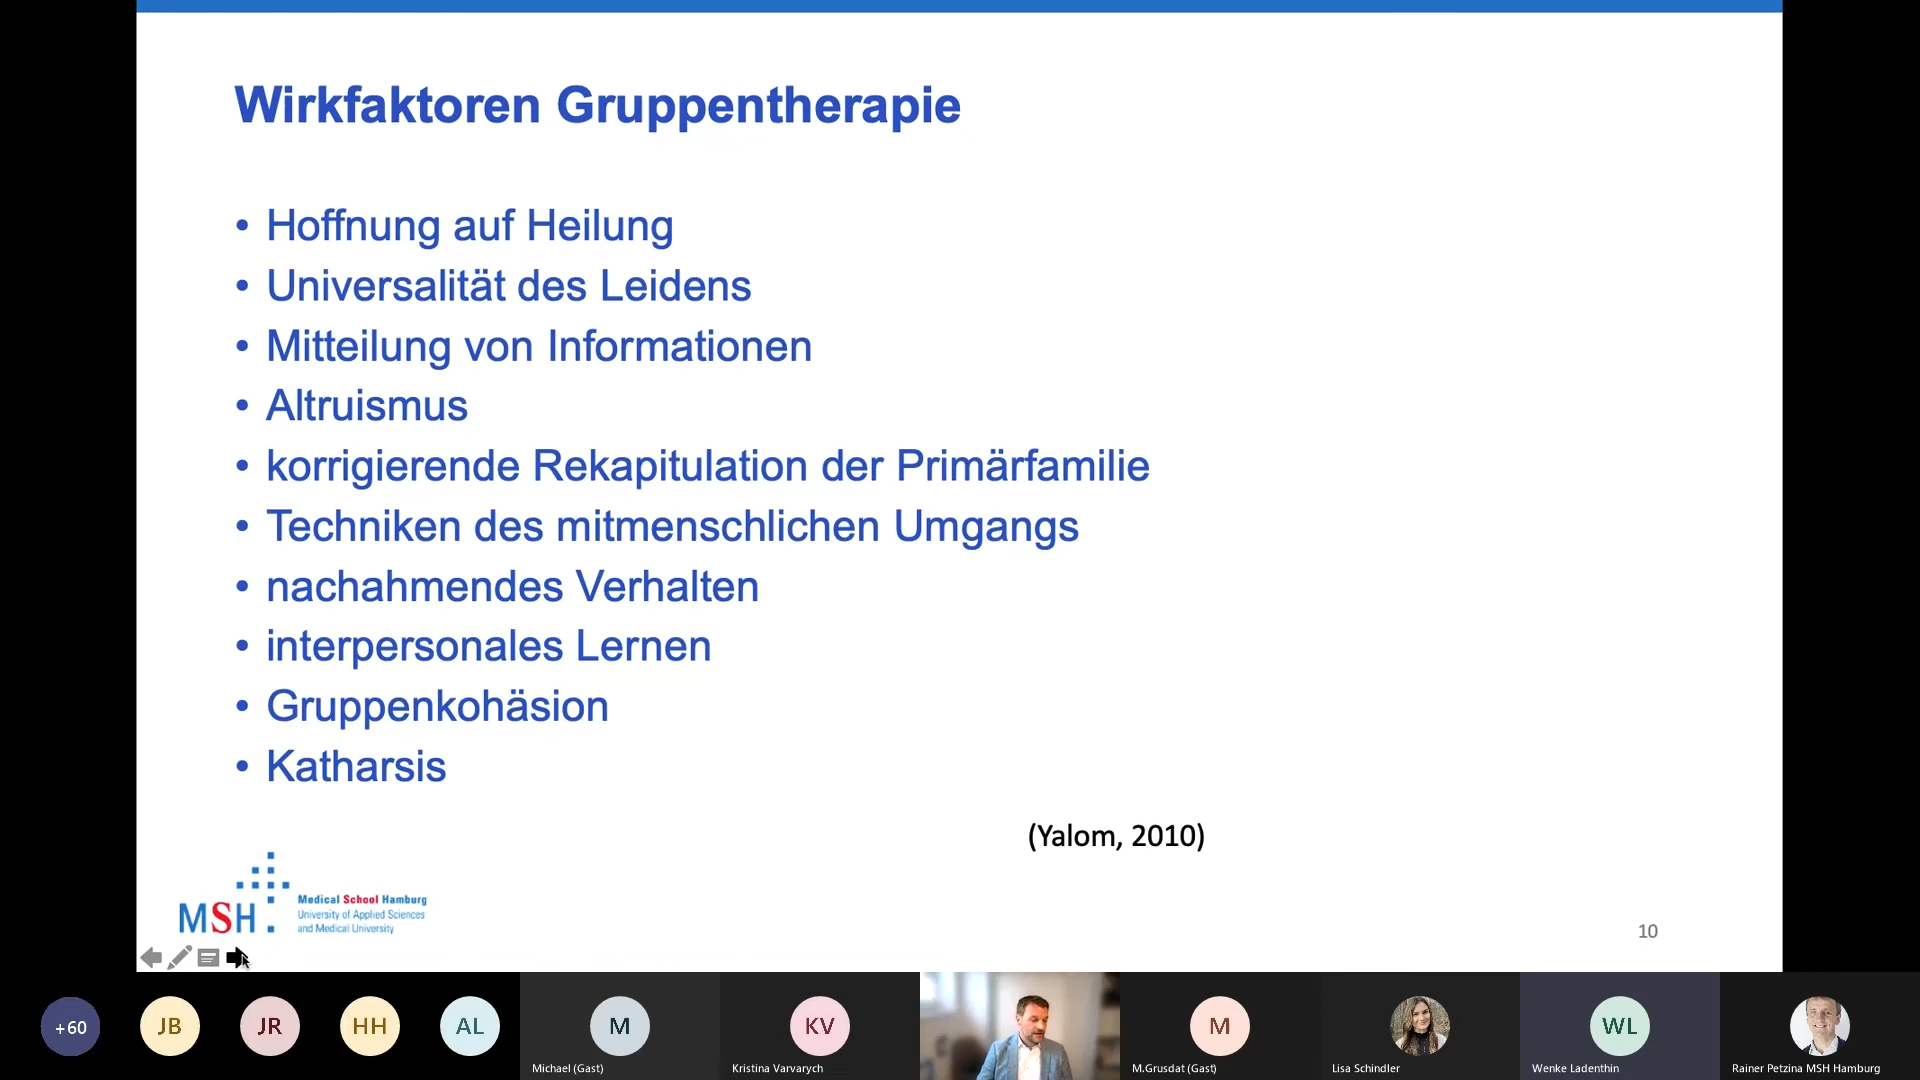 Wirkfaktoren Gruppentherapie
• Hoffnung auf Heilung
• Universalität des Leidens
• Mitteilung von Informationen
• Altruismus
• korrigierende Rekapitulation der Primärfamilie
• Techniken des mitmenschlichen Umgangs
• nachahmendes Verhalten
• interpersonales Lernen
• Gruppenkohäsion
• Katharsis
(Yalom, 2010)
MSH
Medical School Hamburg
University of Applied Sciences
and Medical University
10
+60
JB
JR
HH
AL
M
KV
M
WL
Michael (Gast)
Kristina Varvarych
M.Grusdat (Gast)
Lisa Schindler
Wenke Ladenthin
Rainer Petzina MSH Hamburg